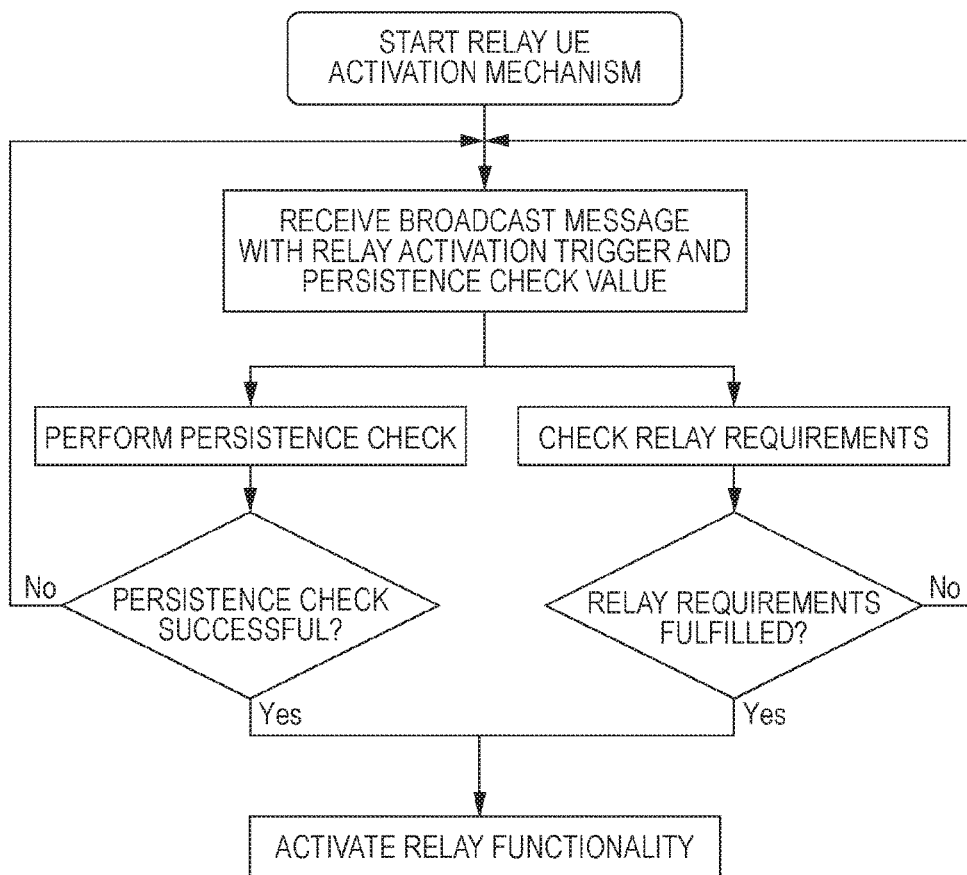 START RELAY UE
ACTIVATION MECHANISM
RECEIVE BROADCAST MESSAGE
WITH RELAY ACTIVATION TRIGGER AND
PERSISTENCE CHECK VALUE
PERFORM PERSISTENCE CHECK
CHECK RELAY REQUIREMENTS
No
PERSISTENCE CHECK
SUCCESSFUL?
RELAY REQUIREMENTS
FULFILLED?
No
Yes
Yes
ACTIVATE RELAY FUNCTIONALITY